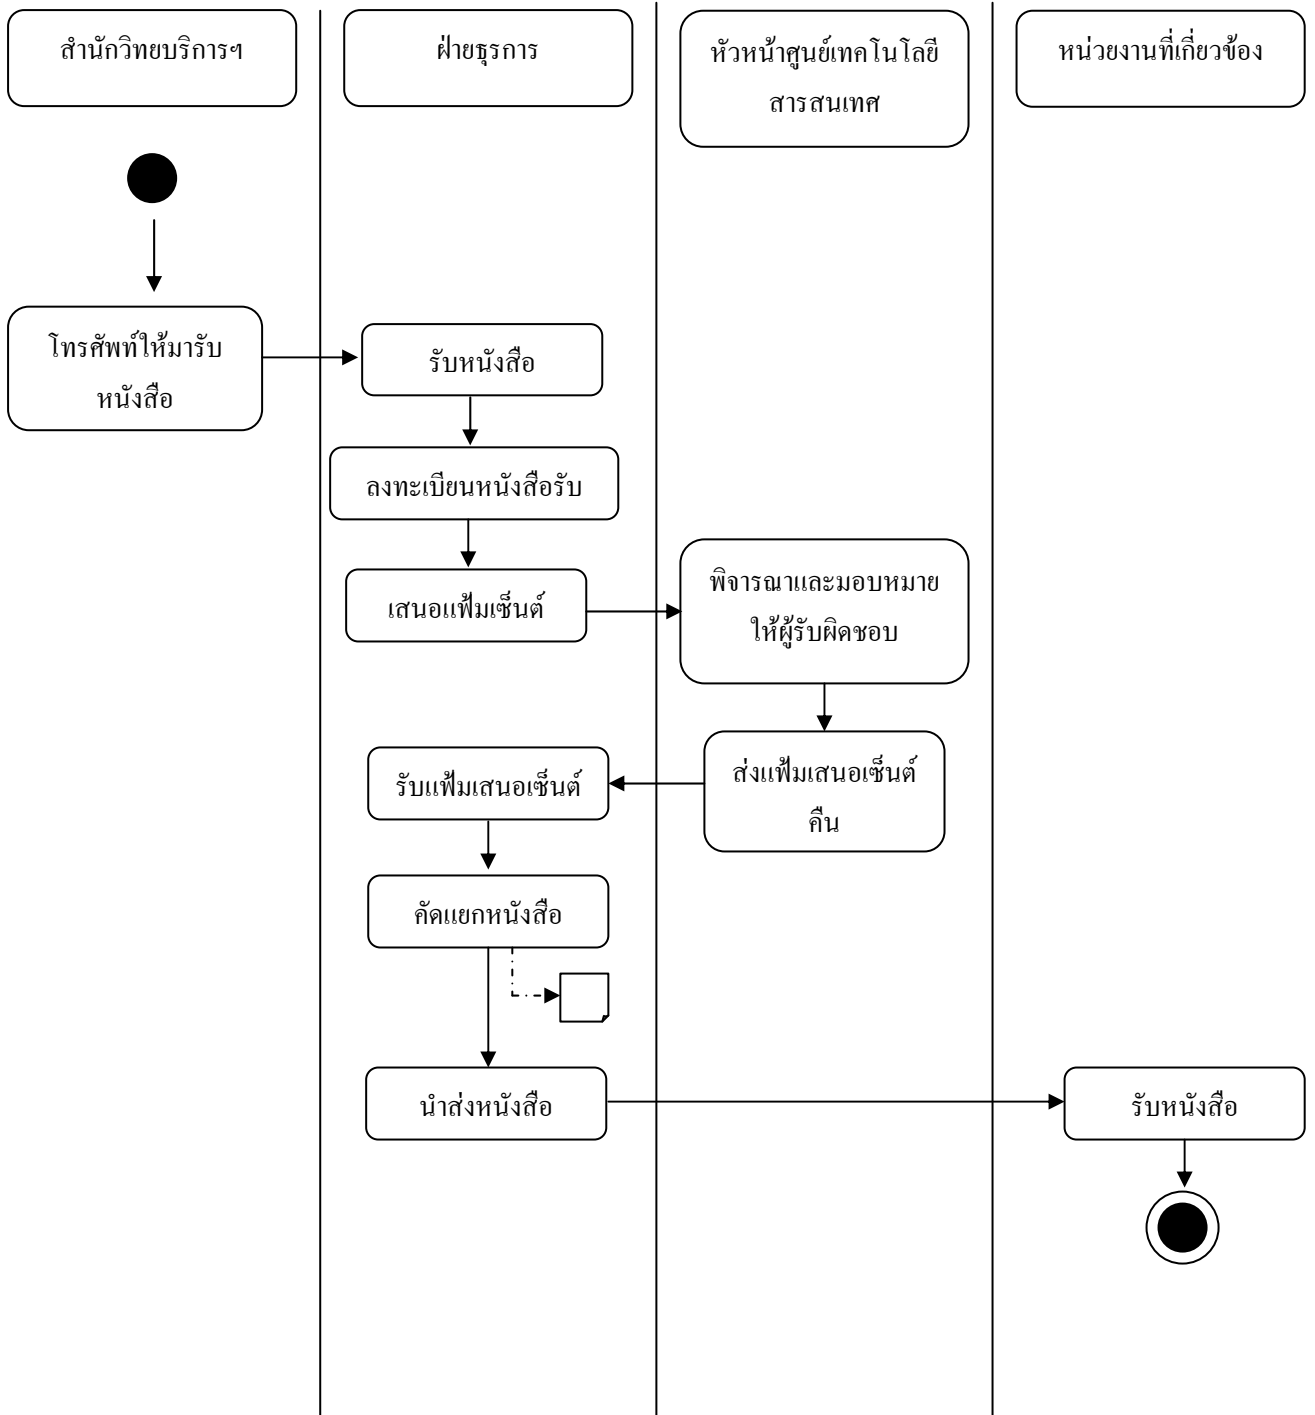 สำนักวิทยบริการฯ
ฝ่ายธุรการ
หัวหน้าศูนย์เทคโนโลยี
สารสนเทศ
หน่วยงานที่เกี่ยวข้อง
โทรศัพท์ให้มารับ
หนังสือ
รับหนังสือ
ลงทะเบียนหนังสือรับ
เสนอแฟ้มเซ็นต์
พิจารณาและมอบหมาย
ให้ผู้รับผิดชอบ
ส่งแฟ้มเสนอเซ็นต์
คืน
รับแฟ้มเสนอเซ็นต์
คัดแยกหนังสือ
นำส่งหนังสือ
รับหนังสือ